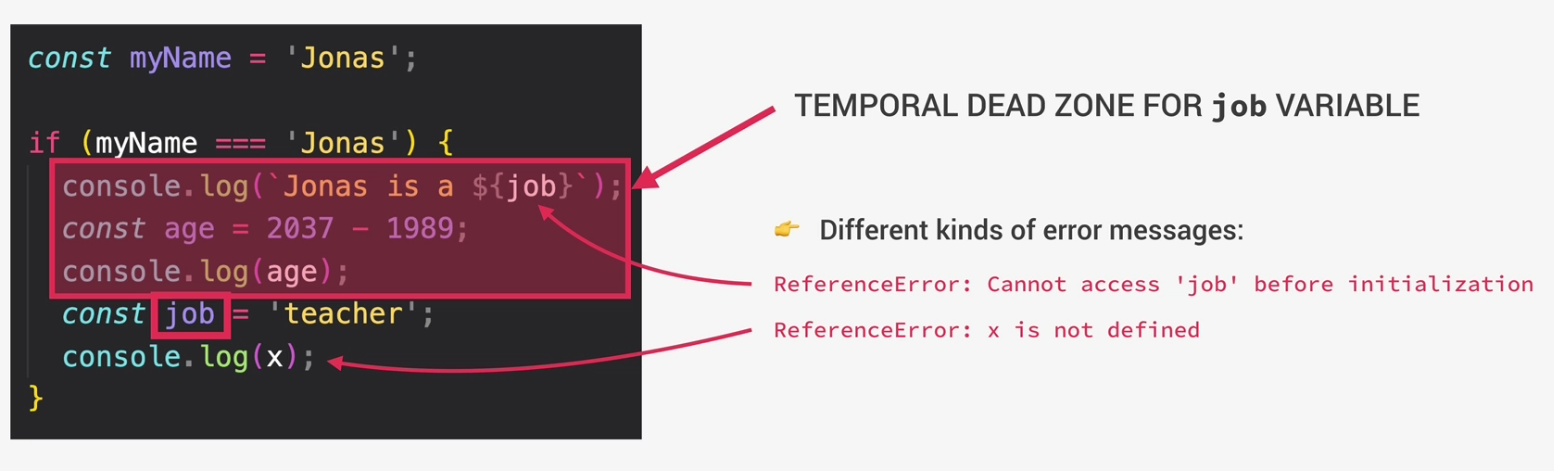 const myName = 'Jonas';
if (myName === 'Jonas') {
console.log(`Jonas is a ${job}`);
const age = 2037 - 1989;
console.log(age);
const job = 'teacher';
console.log(x);
}
TEMPORAL DEAD ZONE FOR job VARIABLE
👉 Different kinds of error messages:
ReferenceError: Cannot access 'job' before initialization
ReferenceError: x is not defined